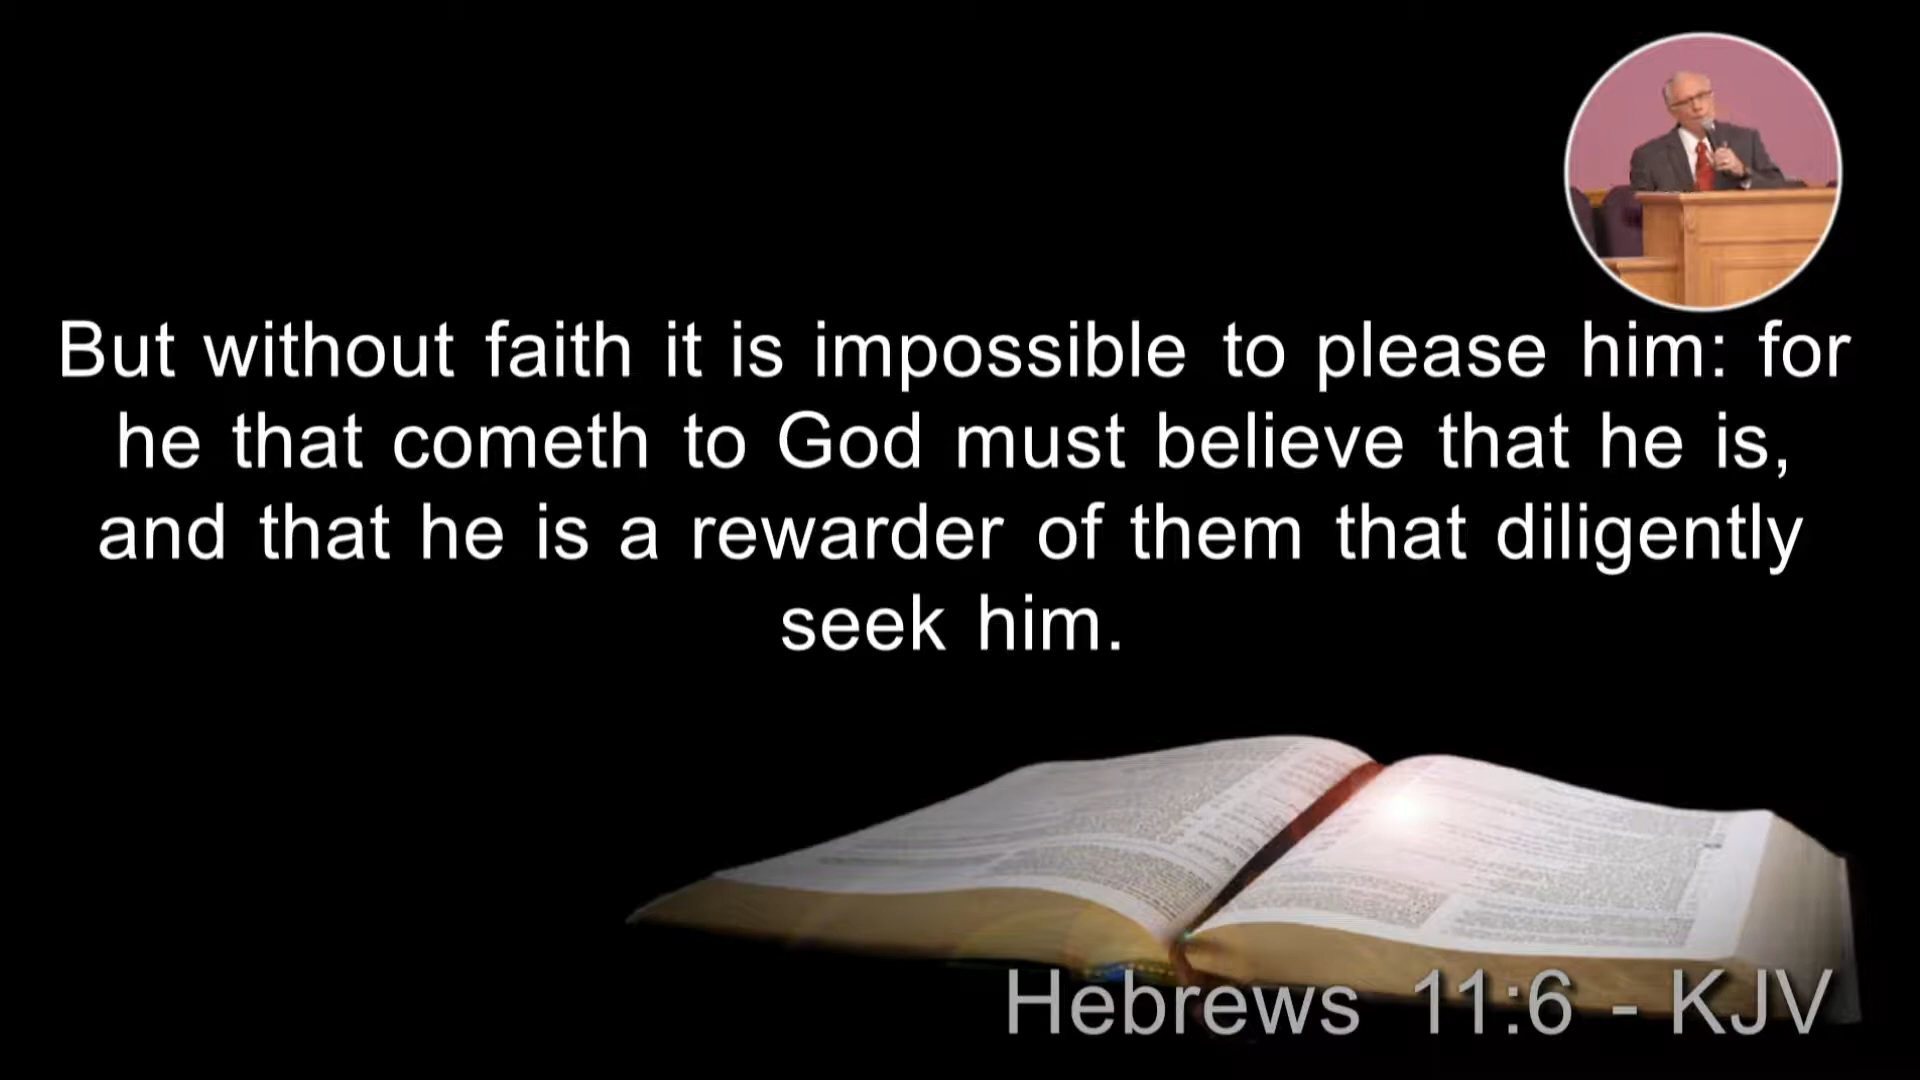 But without faith it is impossible to please him: for
he that cometh to God must believe that he is,
and that he is a rewarder of them that diligently
seek him.
Hebrews 11:6 - KJV